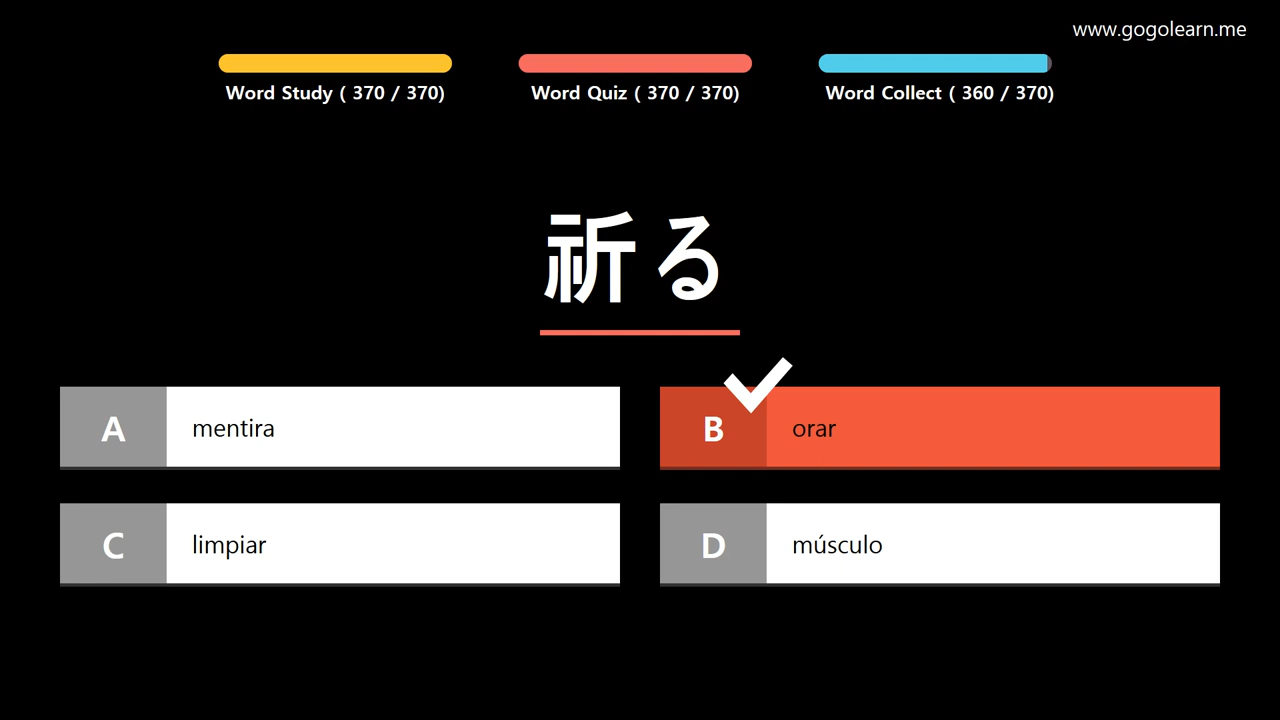 www.gogolearn.me
Word Study ( 370 / 370)
Word Quiz ( 370 / 370)
Word Collect ( 360 / 370)
祈る
A mentira
B orar
C limpiar
D músculo